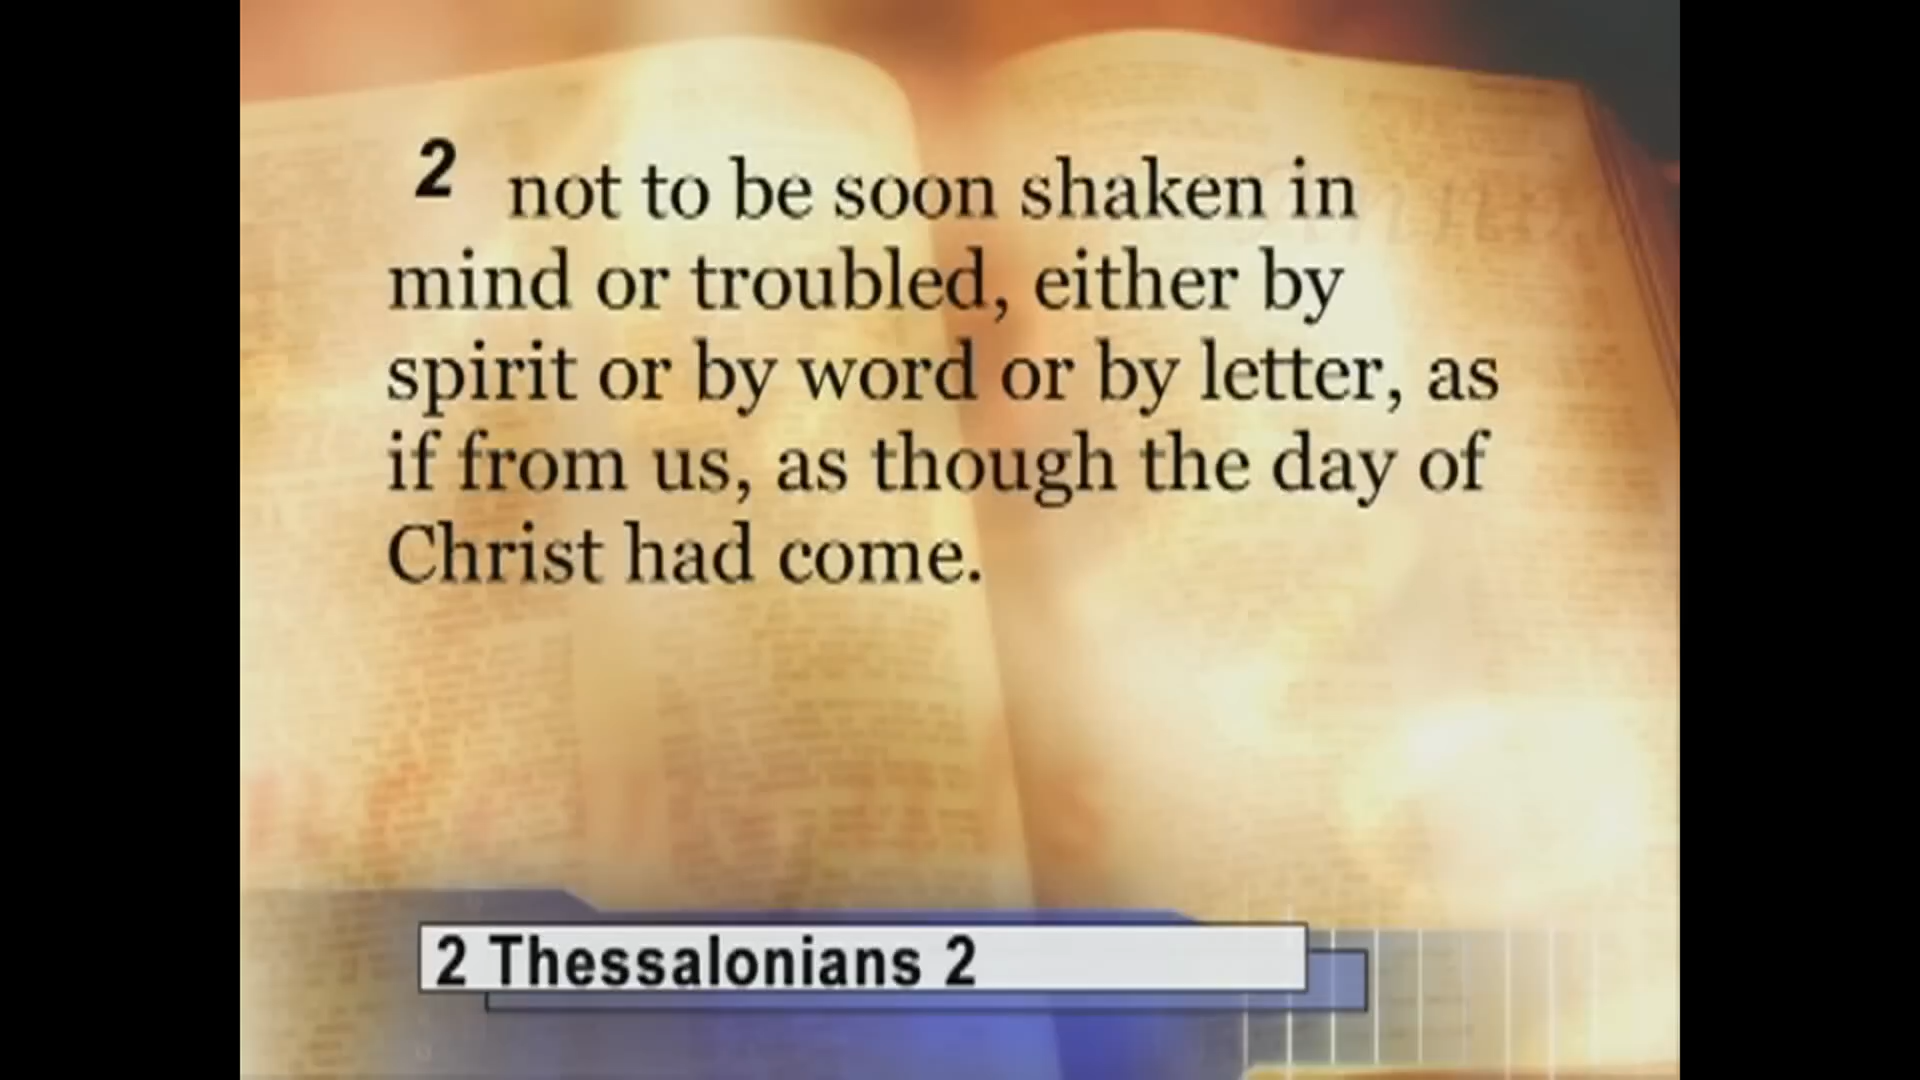 2 not to be soon shaken in
mind or troubled, either by
spirit or by word or by letter, as
if from us, as though the day of
Christ had come.
2 Thessalonians 2